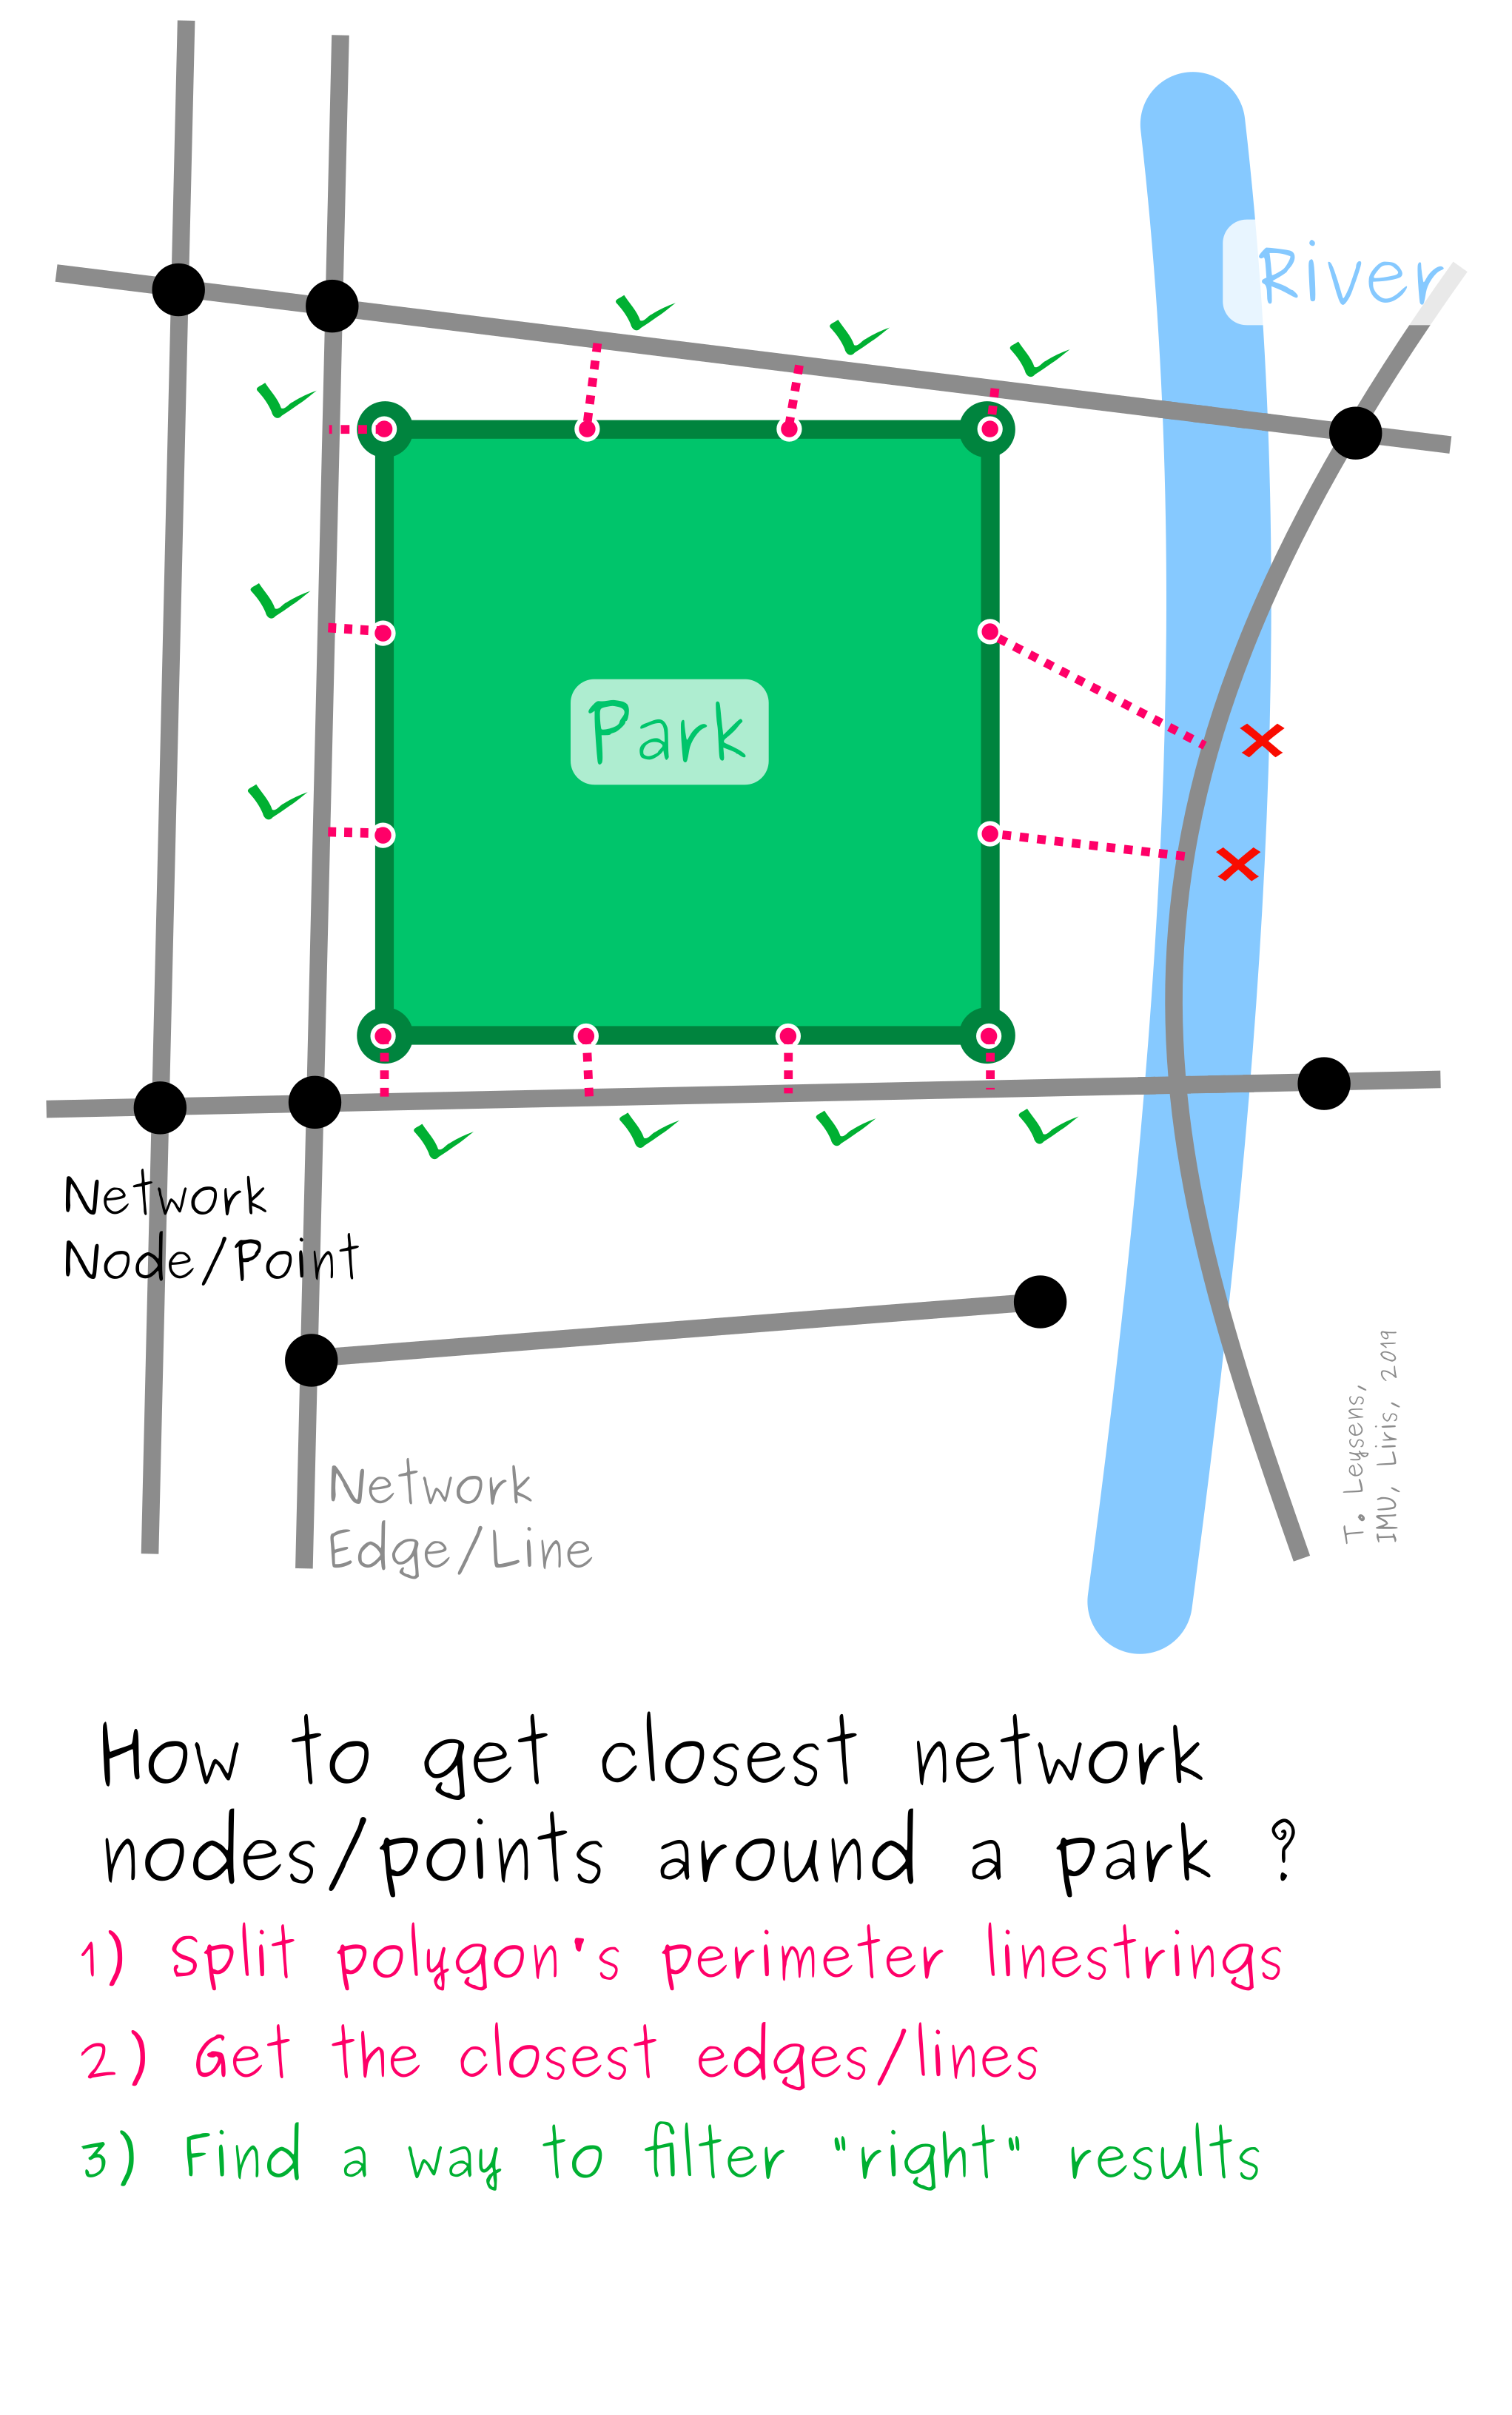 River
Park
Network
Node/Point
Network
Edge/Line
T. Leysens,
IMU, Liris, 2019
How to get closest network
nodes/points around a park ?
1) split polygon's perimeter linestrings
2) Get the closest edges/lines
3) Find a way to filter "right" results